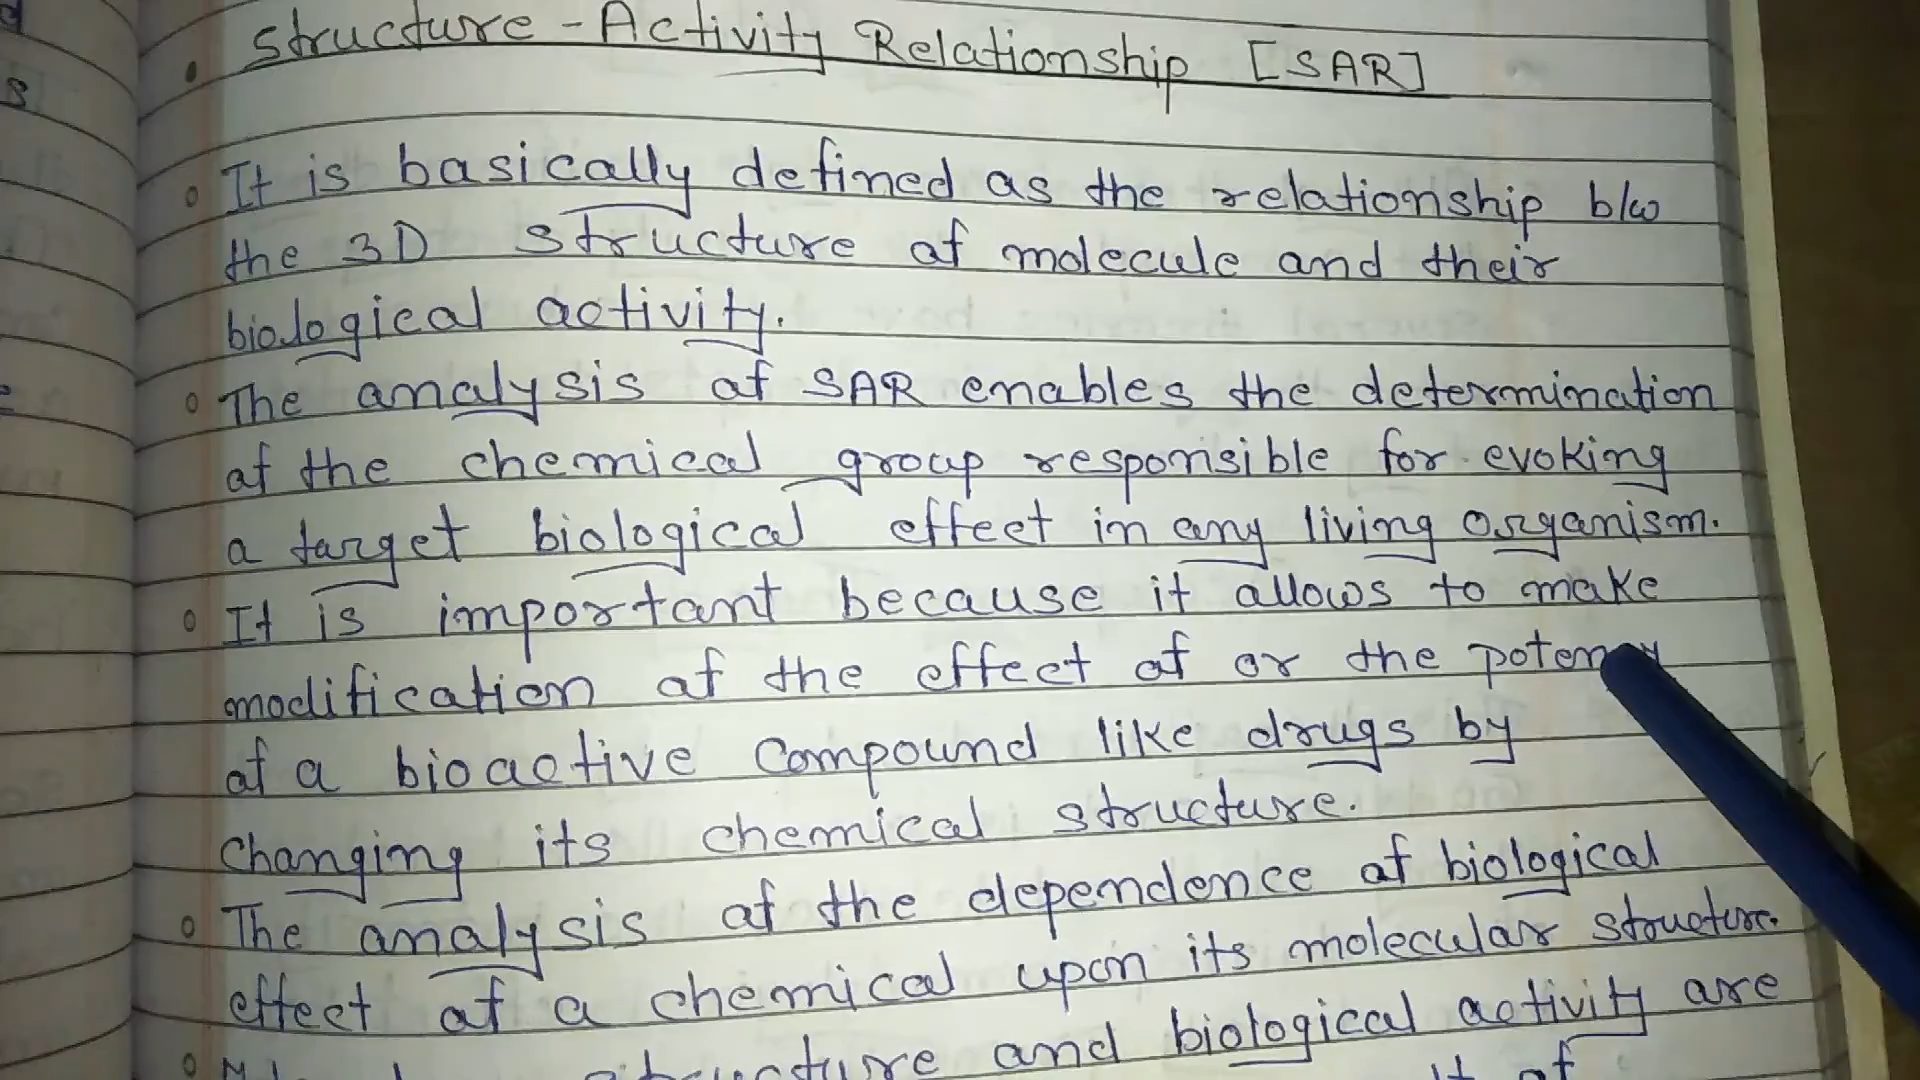 • Structure - Activity Relationship [SAR]
o It is basically defined as the relationship b/w
the 3D structure of molecule and their
biological activity.
o The analysis of SAR enables the determination
of the chemical group responsible for evoking
a target biological effect in any living organism.
o It is important because it allows to make
modification of the effect of or the potency
of a bioactive compound like drugs by
changing its chemical structure.
o The analysis of the dependence of biological
effect of a chemical upon its molecular structure.
o structure and biological activity are
of